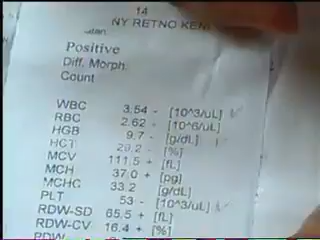 14
NY RETNO KEN
Positive
Diff. Morph.
Count
WBC 3.54 - [10^3/uL]
RBC 2.62 - [10^6/uL]
HGB 9.7 - [g/dL]
HCT 29.2 - [%]
MCV 111.5 + [fL]
MCH 37.0 + [pg]
MCHC 33.2 [g/dL]
PLT 53 - [10^3/uL]
RDW-SD 65.5 + [fL]
RDW-CV 16.4 + [%]
PDW